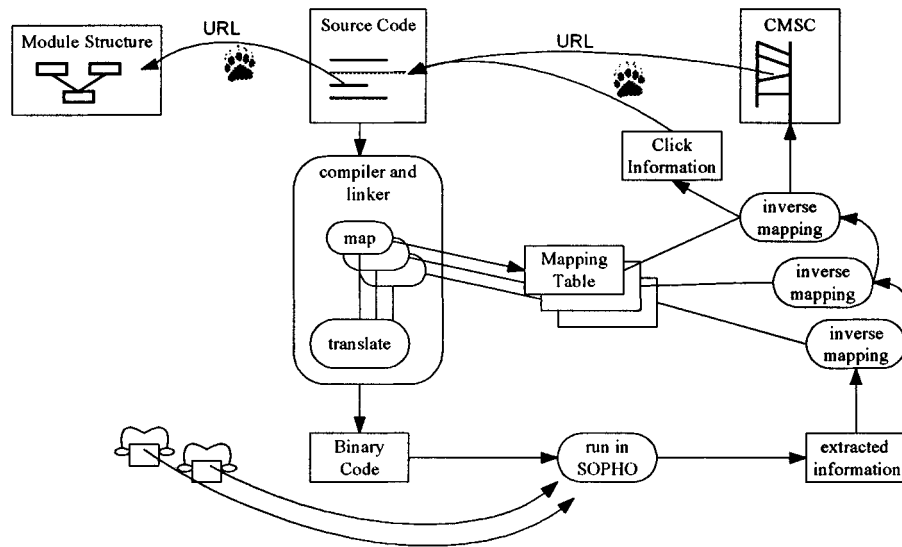 Module Structure
URL
Source Code
URL
CMSC
Click
Information
compiler and
linker
map
translate
Mapping
Table
inverse
mapping
inverse
mapping
inverse
mapping
Binary
Code
run in
SOPHO
extracted
information